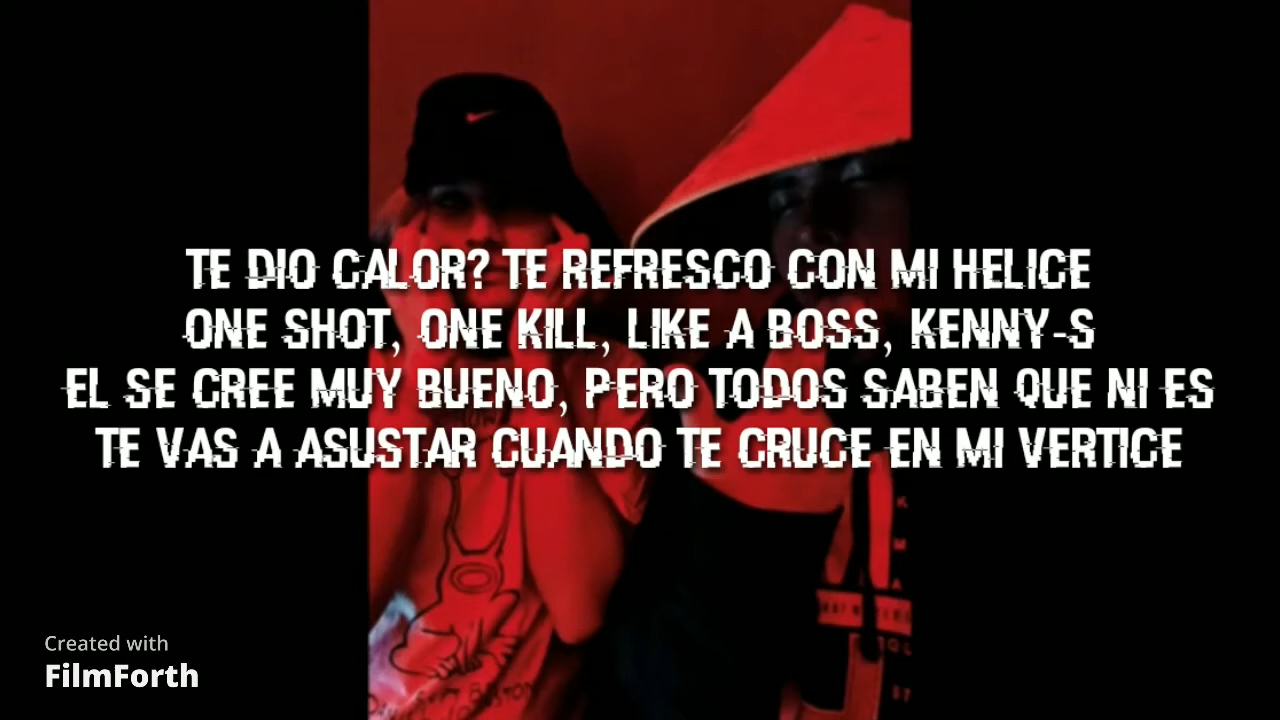 TE DIO CALOR? TE REFRESCO CON MI HELICE
ONE SHOT, ONE KILL, LIKE A BOSS, KENNY-S
EL SE CREE MUY BUENO, PERO TODOS SABEN QUE NI ES
TE VAS A ASUSTAR CUANDO TE CRUCE EN MI VERTICE
Created with
FilmForth